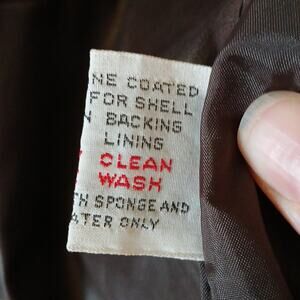 NE COATED
FOR SHELL
BACKING
LINING
CLEAN
WASH
TH SPONGE AND
ATER ONLY